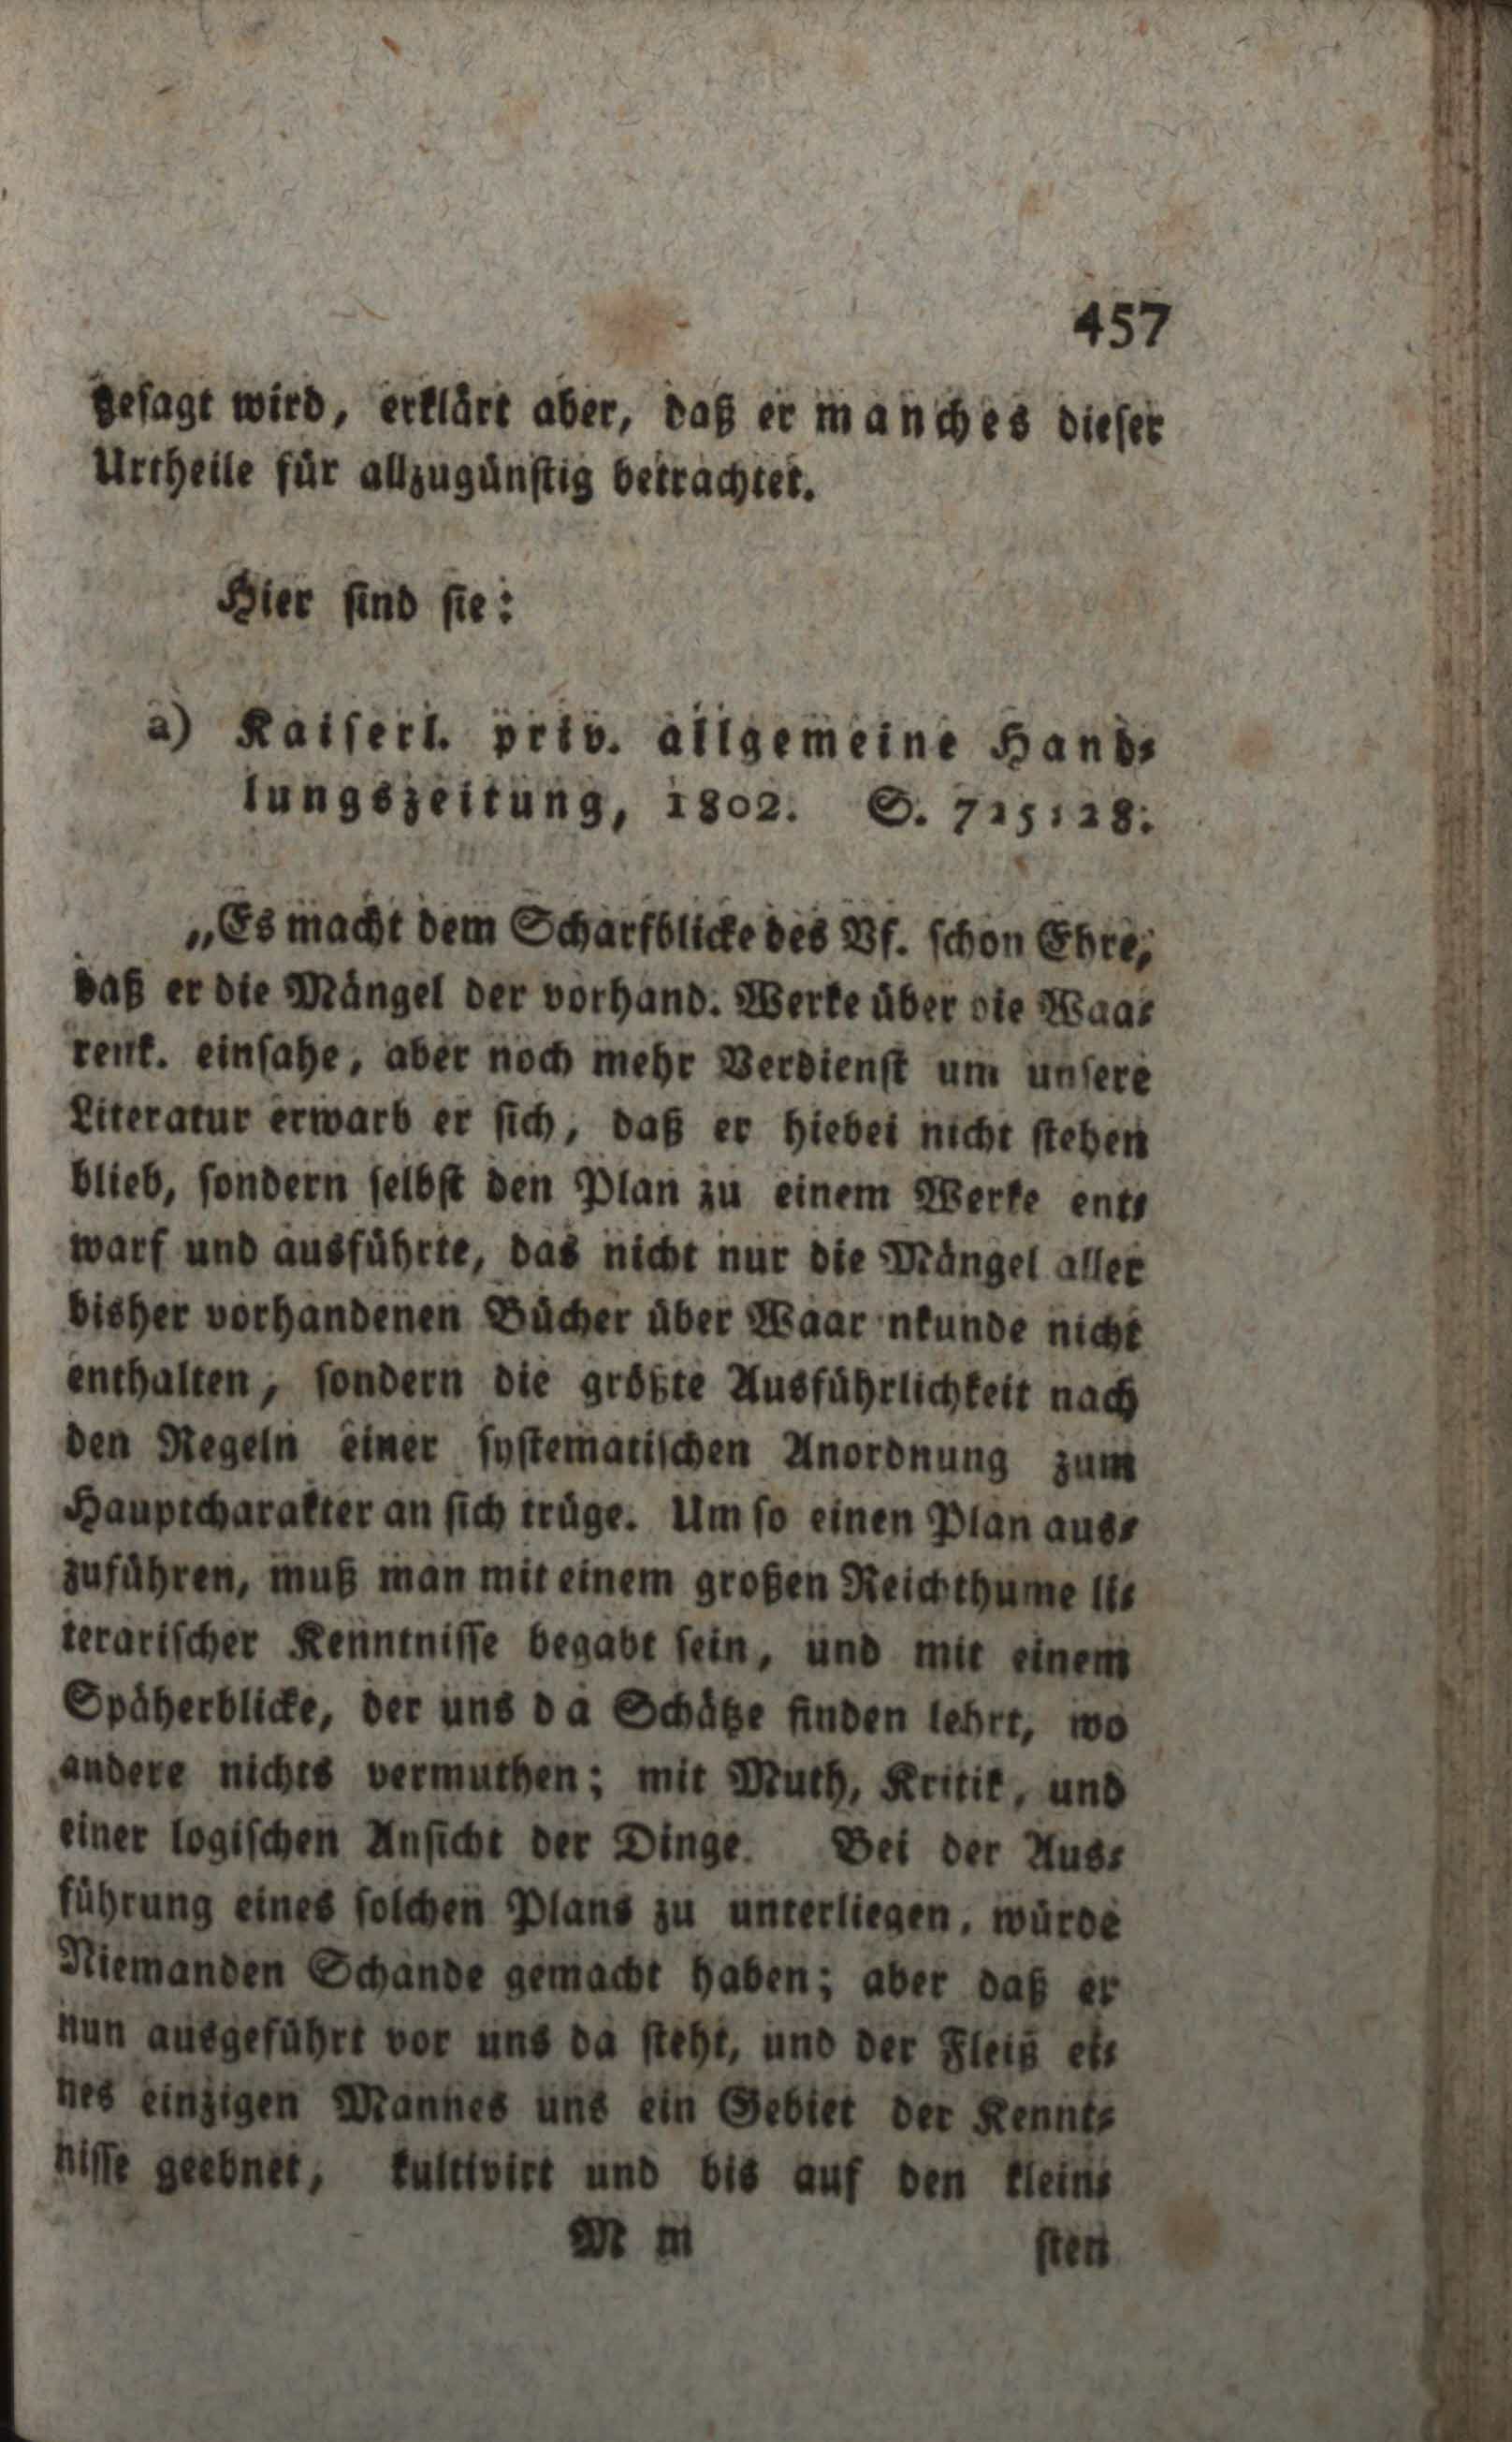 457
gesagt wird, erklärt aber, daß er manches dieser
Urtheile für allzugünstig betrachtet.
Hier sind sie:
a) Kaiserl. priv. allgemeine Hand-
lungszeitung, 1802. S. 725-28.
„Es macht dem Scharfblicke des Vf. schon Ehre,
daß er die Mängel der vorhand. Werke über die Waa-
renk. einsahe, aber noch mehr Verdienst um unsere
Literatur erwarb er sich, daß er hiebei nicht stehen
blieb, sondern selbst den Plan zu einem Werke ent-
warf und ausführte, das nicht nur die Mängel aller
bisher vorhandenen Bücher über Waar nkunde nicht
enthalten, sondern die größte Ausführlichkeit nach
den Regeln einer systematischen Anordnung zum
Hauptcharakter an sich trüge. Um so einen Plan aus-
zuführen, muß man mit einem großen Reichthume li-
terarischer Kenntnisse begabt sein, und mit einem
Späherblicke, der uns da Schätze finden lehrt, wo
andere nichts vermuthen; mit Muth, Kritik, und
einer logischen Ansicht der Dinge. Bei der Aus-
führung eines solchen Plans zu unterliegen, würde
Niemanden Schande gemacht haben; aber daß er
nun ausgeführt vor uns da steht, und der Fleiß ei-
nes einzigen Mannes uns ein Gebiet der Kennt-
nisse geebnet, kultivirt und bis auf den klein-
M m
sten